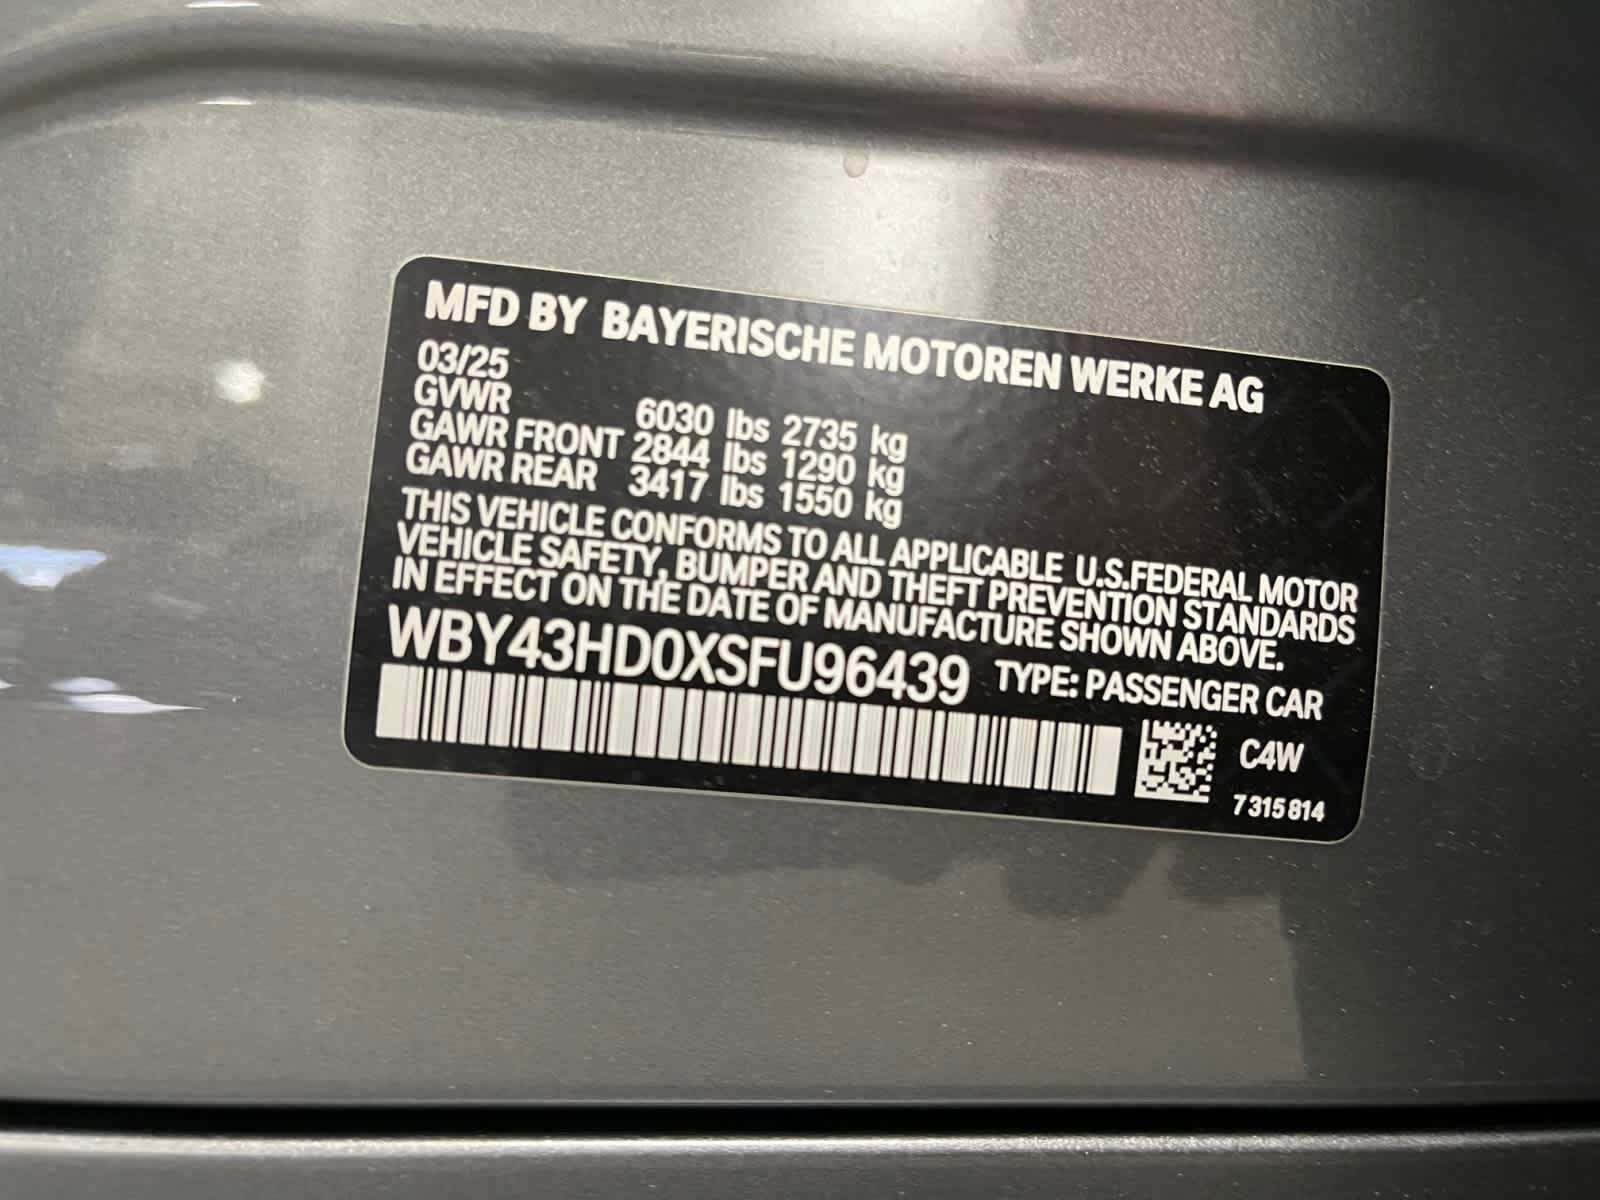 MFD BY BAYERISCHE MOTOREN WERKE AG
03/25
GVWR 6030 lbs 2735 kg
GAWR FRONT 2844 lbs 1290 kg
GAWR REAR 3417 lbs 1550 kg
THIS VEHICLE CONFORMS TO ALL APPLICABLE U.S.FEDERAL MOTOR
VEHICLE SAFETY, BUMPER AND THEFT PREVENTION STANDARDS
IN EFFECT ON THE DATE OF MANUFACTURE SHOWN ABOVE.
WBY43HD0XSFU96439 TYPE: PASSENGER CAR
C4W
7 315 814